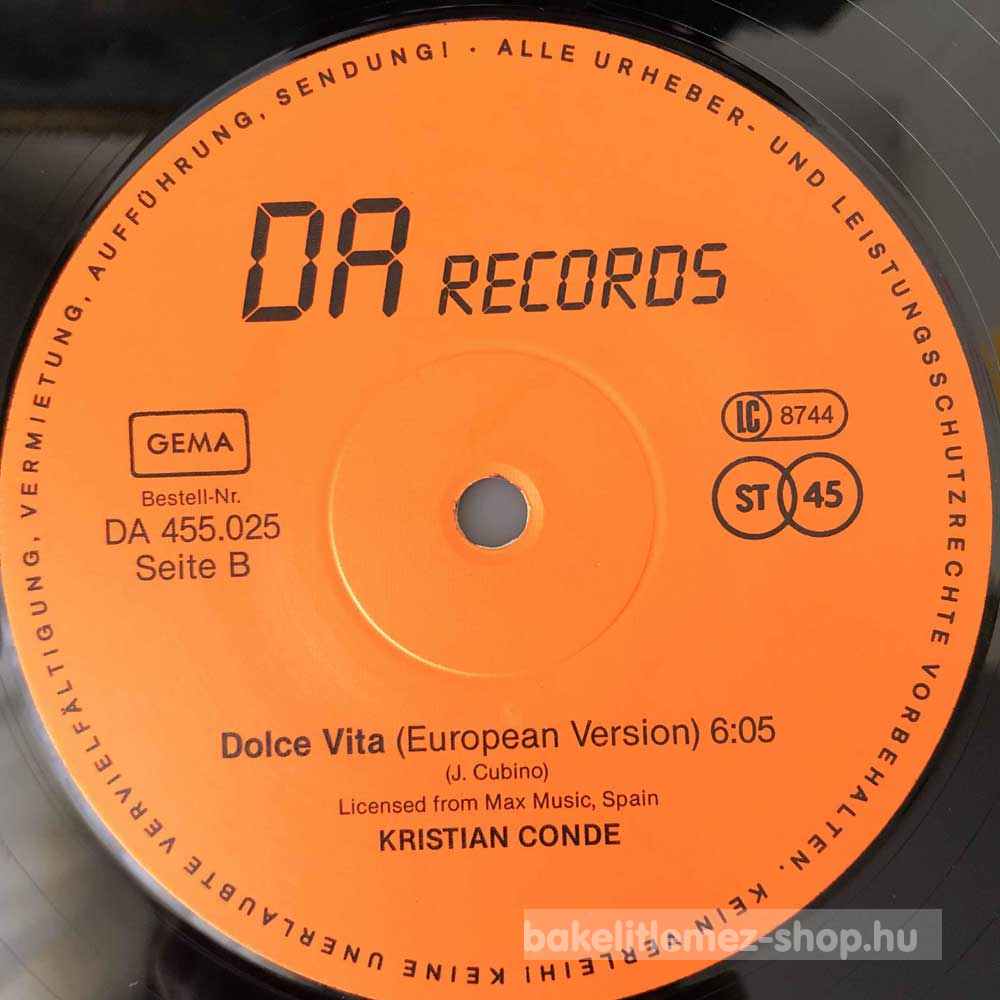 ALLE URHEBER- UND LEISTUNGSSCHUTZRECHTE VORBEHALTEN. KEIN VERLEIH! KEINE UNERLAUBTE VERVIELFÄLTIGUNG, VERMIETUNG, AUFFÜHRUNG, SENDUNG! ·
DA RECORDS
GEMA
Bestell-Nr.
DA 455.025
Seite B
LC 8744
ST 45
Dolce Vita (European Version) 6:05
(J. Cubino)
Licensed from Max Music, Spain
KRISTIAN CONDE
bakelitlemez-shop.hu